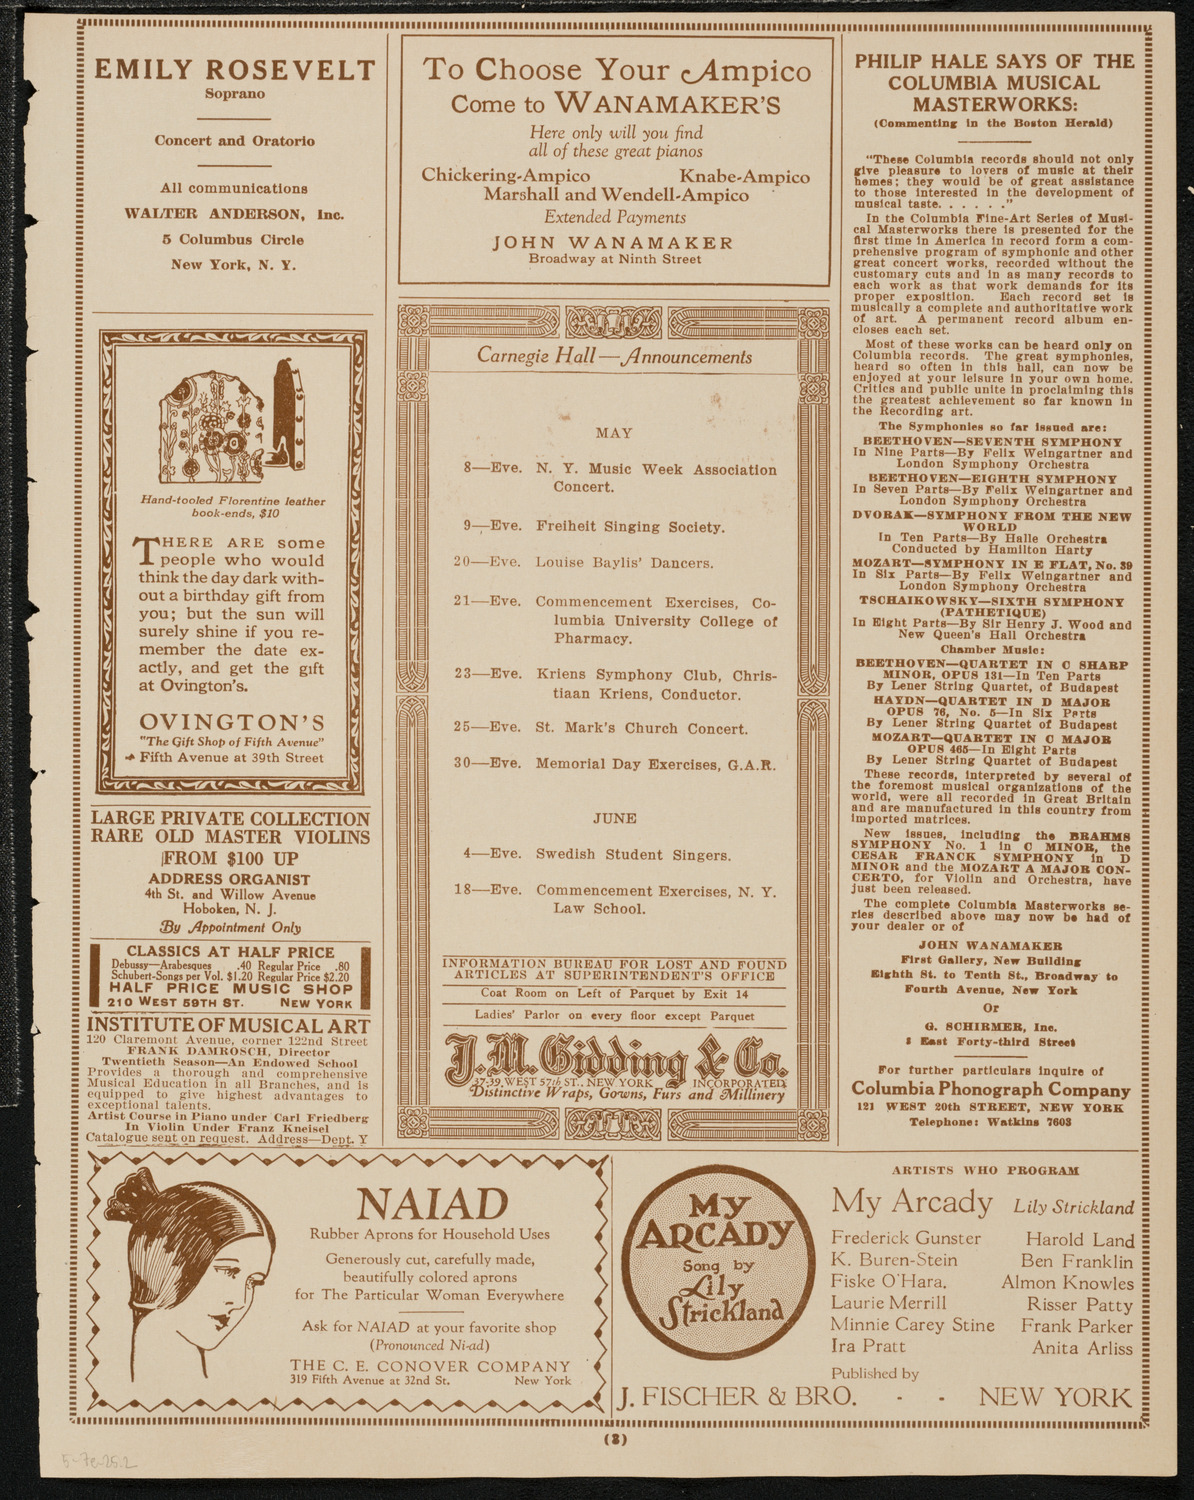 EMILY ROSEVELT
Soprano
Concert and Oratorio
All communications
WALTER ANDERSON, Inc.
5 Columbus Circle
New York, N. Y.
Hand-tooled Florentine leather
book-ends, $10
THERE ARE some
people who would
think the day dark with-
out a birthday gift from
you; but the sun will
surely shine if you re-
member the date ex-
actly, and get the gift
at Ovington's.
OVINGTON'S
"The Gift Shop of Fifth Avenue"
Fifth Avenue at 39th Street
LARGE PRIVATE COLLECTION
RARE OLD MASTER VIOLINS
FROM $100 UP
ADDRESS ORGANIST
4th St. and Willow Avenue
Hoboken, N. J.
By Appointment Only
CLASSICS AT HALF PRICE
Debussy—Arabesques .40 Regular Price .80
Schubert-Songs per Vol. $1.20 Regular Price $2.20
HALF PRICE MUSIC SHOP
210 WEST 59TH ST. NEW YORK
INSTITUTE OF MUSICAL ART
120 Claremont Avenue, corner 122nd Street
FRANK DAMROSCH, Director
Twentieth Season—An Endowed School
Provides a thorough and comprehensive
Musical Education in all Branches, and is
equipped to give highest advantages to
exceptional talents.
Artist Course in Piano under Carl Friedberg
In Violin Under Franz Kneisel
Catalogue sent on request. Address—Dept. Y
To Choose Your Ampico
Come to WANAMAKER'S
Here only will you find
all of these great pianos
Chickering-Ampico Knabe-Ampico
Marshall and Wendell-Ampico
Extended Payments
JOHN WANAMAKER
Broadway at Ninth Street
Carnegie Hall—Announcements
MAY
8—Eve. N. Y. Music Week Association
Concert.
9—Eve. Freiheit Singing Society.
20—Eve. Louise Baylis' Dancers.
21—Eve. Commencement Exercises, Co-
lumbia University College of
Pharmacy.
23—Eve. Kriens Symphony Club, Chris-
tiaan Kriens, Conductor.
25—Eve. St. Mark's Church Concert.
30—Eve. Memorial Day Exercises, G.A.R.
JUNE
4—Eve. Swedish Student Singers.
18—Eve. Commencement Exercises, N. Y.
Law School.
INFORMATION BUREAU FOR LOST AND FOUND
ARTICLES AT SUPERINTENDENT'S OFFICE
Coat Room on Left of Parquet by Exit 14
Ladies' Parlor on every floor except Parquet
J. M. Gidding & Co.
37-39 WEST 57th ST., NEW YORK INCORPORATED
Distinctive Wraps, Gowns, Furs and Millinery
PHILIP HALE SAYS OF THE
COLUMBIA MUSICAL
MASTERWORKS:
(Commenting in the Boston Herald)
"These Columbia records should not only
give pleasure to lovers of music at their
homes; they would be of great assistance
to those interested in the development of
musical taste. . . . . ."
In the Columbia Fine-Art Series of Musi-
cal Masterworks there is presented for the
first time in America in record form a com-
prehensive program of symphonic and other
great concert works, recorded without the
customary cuts and in as many records to
each work as that work demands for its
proper exposition. Each record set is
musically a complete and authoritative work
of art. A permanent record album en-
closes each set.
Most of these works can be heard only on
Columbia records. The great symphonies,
heard so often in this hall, can now be
enjoyed at your leisure in your own home.
Critics and public unite in proclaiming this
the greatest achievement so far known in
the Recording art.
The Symphonies so far issued are:
BEETHOVEN—SEVENTH SYMPHONY
In Nine Parts—By Felix Weingartner and
London Symphony Orchestra
BEETHOVEN—EIGHTH SYMPHONY
In Seven Parts—By Felix Weingartner and
London Symphony Orchestra
DVORAK—SYMPHONY FROM THE NEW
WORLD
In Ten Parts—By Halle Orchestra
Conducted by Hamilton Harty
MOZART—SYMPHONY IN E FLAT, No. 39
In Six Parts—By Felix Weingartner and
London Symphony Orchestra
TSCHAIKOWSKY—SIXTH SYMPHONY
(PATHETIQUE)
In Eight Parts—By Sir Henry J. Wood and
New Queen's Hall Orchestra
Chamber Music:
BEETHOVEN—QUARTET IN C SHARP
MINOR, OPUS 131—In Ten Parts
By Lener String Quartet, of Budapest
HAYDN—QUARTET IN D MAJOR
OPUS 76, No. 5—In Six Parts
By Lener String Quartet of Budapest
MOZART—QUARTET IN C MAJOR
OPUS 465—In Eight Parts
By Lener String Quartet of Budapest
These records, interpreted by several of
the foremost musical organizations of the
world, were all recorded in Great Britain
and are manufactured in this country from
imported matrices.
New issues, including the BRAHMS
SYMPHONY No. 1 in C MINOR, the
CESAR FRANCK SYMPHONY in D
MINOR and the MOZART A MAJOR CON-
CERTO, for Violin and Orchestra, have
just been released.
The complete Columbia Masterworks se-
ries described above may now be had of
your dealer or of
JOHN WANAMAKER
First Gallery, New Building
Eighth St. to Tenth St., Broadway to
Fourth Avenue, New York
Or
G. SCHIRMER, Inc.
3 East Forty-third Street
For further particulars inquire of
Columbia Phonograph Company
121 WEST 20th STREET, NEW YORK
Telephone: Watkins 7603
NAIAD
Rubber Aprons for Household Uses
Generously cut, carefully made,
beautifully colored aprons
for The Particular Woman Everywhere
Ask for NAIAD at your favorite shop
(Pronounced Ni-ad)
THE C. E. CONOVER COMPANY
319 Fifth Avenue at 32nd St. New York
My
ARCADY
Song by
Lily
Strickland
ARTISTS WHO PROGRAM
My Arcady Lily Strickland
Frederick Gunster Harold Land
K. Buren-Stein Ben Franklin
Fiske O'Hara, Almon Knowles
Laurie Merrill Risser Patty
Minnie Carey Stine Frank Parker
Ira Pratt Anita Arliss
Published by
J. FISCHER & BRO. - - NEW YORK
(3)